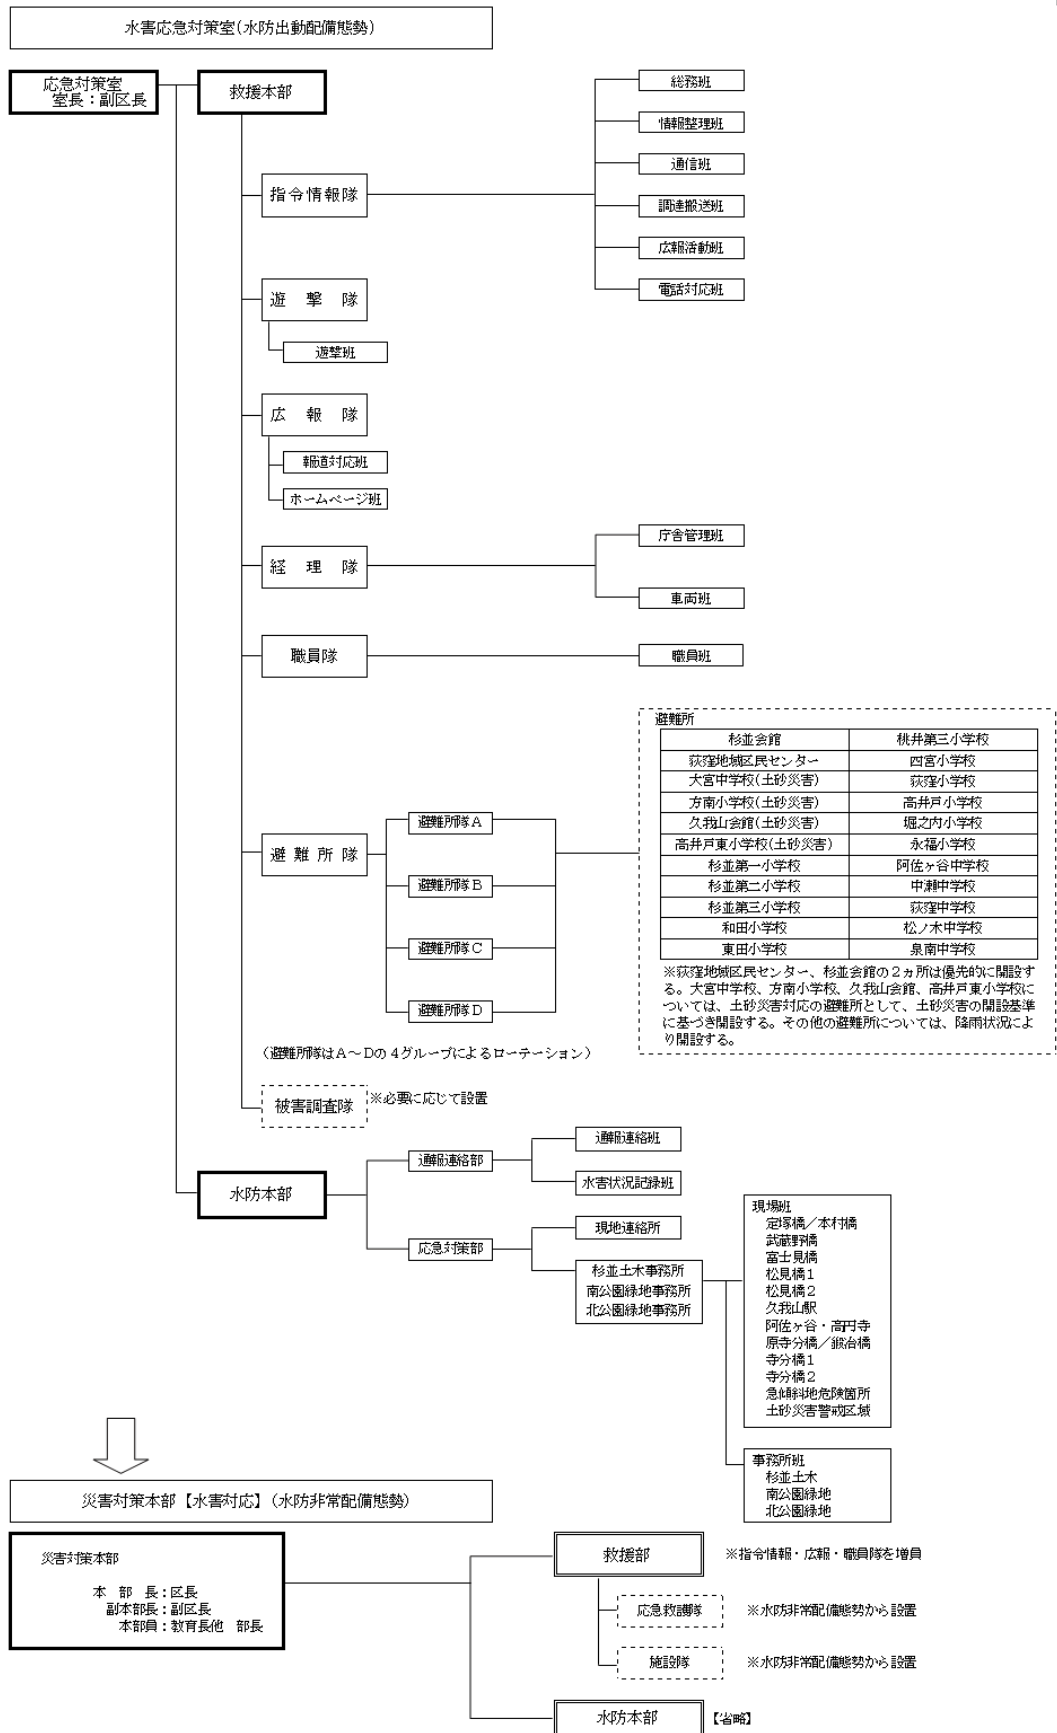 水害応急対策室(水防出動配備態勢)
応急対策室
室長：副区長
救援本部
指令情報隊
総務班
情報整理班
通信班
調達搬送班
広報活動班
電話対応班
遊　撃　隊
遊撃班
広　報　隊
報道対応班
ホームページ班
経　理　隊
庁舎管理班
車両班
職員隊
職員班
避難所隊
避難所隊A
避難所隊B
避難所隊C
避難所隊D
（避難所隊はA～Dの4グループによるローテーション）
避難所
杉並会館　桃井第三小学校
荻窪地域区民センター　四宮小学校
大宮中学校(土砂災害)　荻窪小学校
方南小学校(土砂災害)　高井戸小学校
久我山会館(土砂災害)　堀之内小学校
高井戸東小学校(土砂災害)　永福小学校
杉並第一小学校　阿佐ヶ谷中学校
杉並第二小学校　中瀬中学校
杉並第三小学校　荻窪中学校
和田小学校　松ノ木中学校
東田小学校　泉南中学校
※荻窪地域区民センター、杉並会館の２ヵ所は優先的に開設す
る。大宮中学校、方南小学校、久我山会館、高井戸東小学校に
ついては、土砂災害対応の避難所として、土砂災害の開設基準
に基づき開設する。その他の避難所については、降雨状況によ
り開設する。
被害調査隊
※必要に応じて設置
水防本部
通報連絡部
通報連絡班
水害状況記録班
応急対策部
現地連絡所
杉並土木事務所
南公園緑地事務所
北公園緑地事務所
現場班
定塚橋／本村橋
武蔵野橋
富士見橋
松見橋1
松見橋2
久我山駅
阿佐ヶ谷・高円寺
原寺分橋／鍛冶橋
寺分橋1
寺分橋2
急傾斜地危険箇所
土砂災害警戒区域
事務所班
杉並土木
南公園緑地
北公園緑地
災害対策本部【水害対応】（水防非常配備態勢）
災害対策本部
本　部　長：区長
副本部長：副区長
本部員：教育長他　部長
救援部
※指令情報・広報・職員隊を増員
応急救護隊
※水防非常配備態勢から設置
施設隊
※水防非常配備態勢から設置
水防本部
【省略】